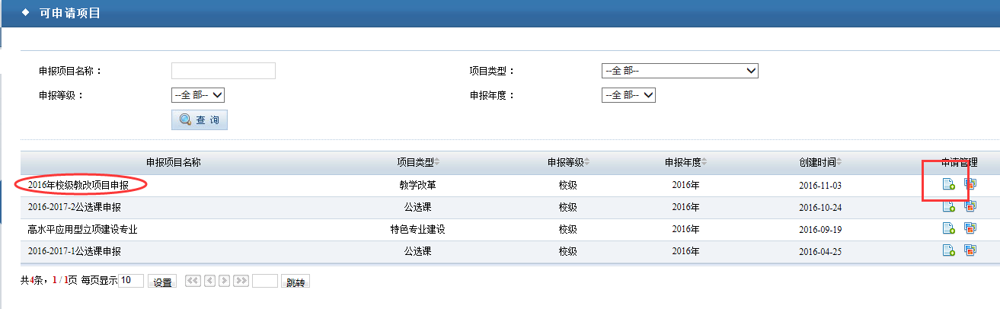 可申请项目
申报项目名称： 项目类型： --全 部--
申报等级： --全 部-- 申报年度： --全 部--
查 询
申报项目名称 项目类型 申报等级 申报年度 创建时间 申请管理
2016年校级教改项目申报 教学改革 校级 2016年 2016-11-03
2016-2017-2公选课申报 公选课 校级 2016年 2016-10-24
高水平应用型立项建设专业 特色专业建设 校级 2016年 2016-09-19
2016-2017-1公选课申报 公选课 校级 2016年 2016-04-25
共4条，1 / 1页 每页显示 10 设置 跳转